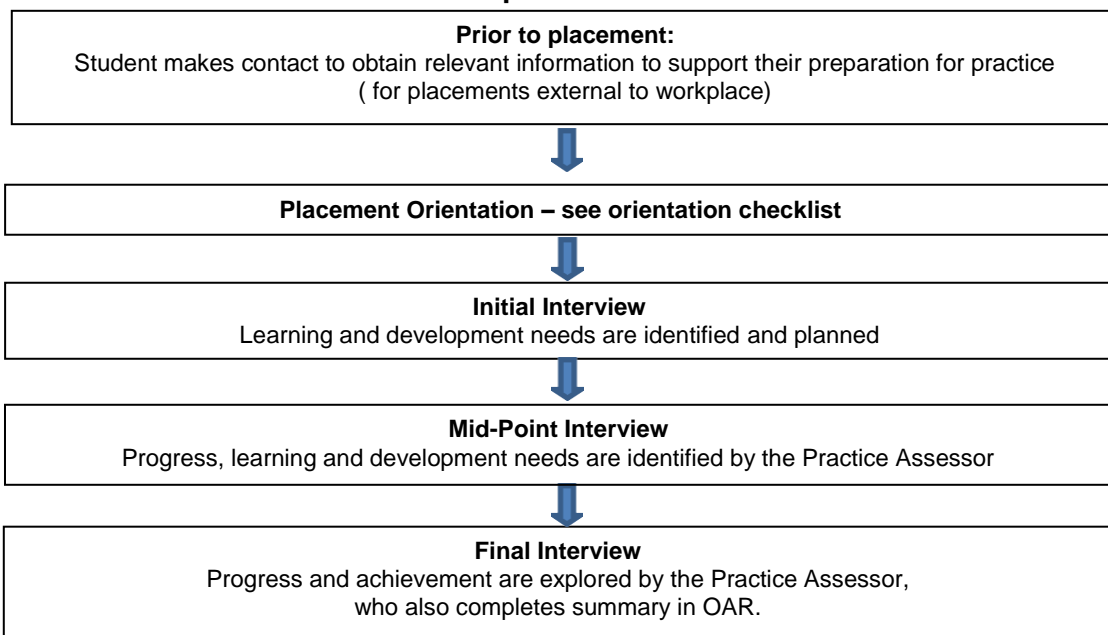 Prior to placement:
Student makes contact to obtain relevant information to support their preparation for practice
( for placements external to workplace)
Placement Orientation – see orientation checklist
Initial Interview
Learning and development needs are identified and planned
Mid-Point Interview
Progress, learning and development needs are identified by the Practice Assessor
Final Interview
Progress and achievement are explored by the Practice Assessor,
who also completes summary in OAR.